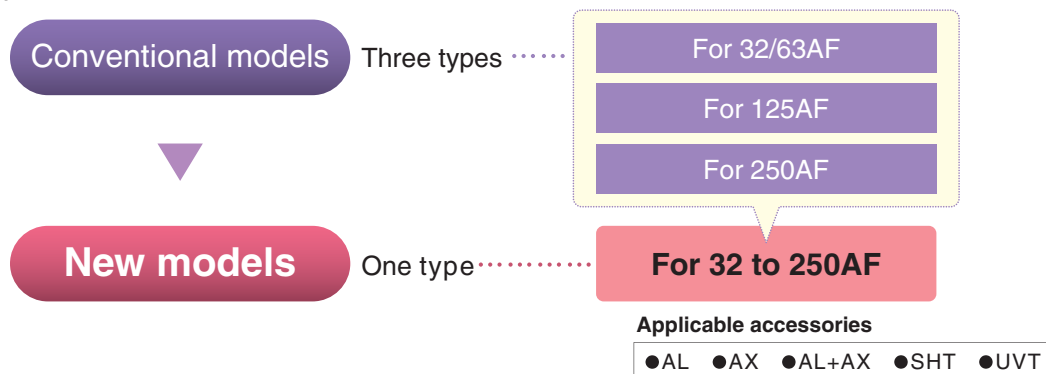 Conventional models
Three types ······
For 32/63AF
For 125AF
For 250AF
New models
One type············
For 32 to 250AF
Applicable accessories
●AL ●AX ●AL+AX ●SHT ●UVT